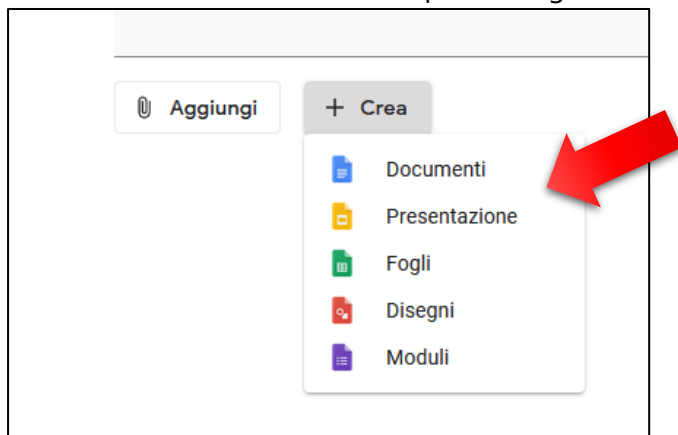 Aggiungi + Crea
Documenti
Presentazione
Fogli
Disegni
Moduli